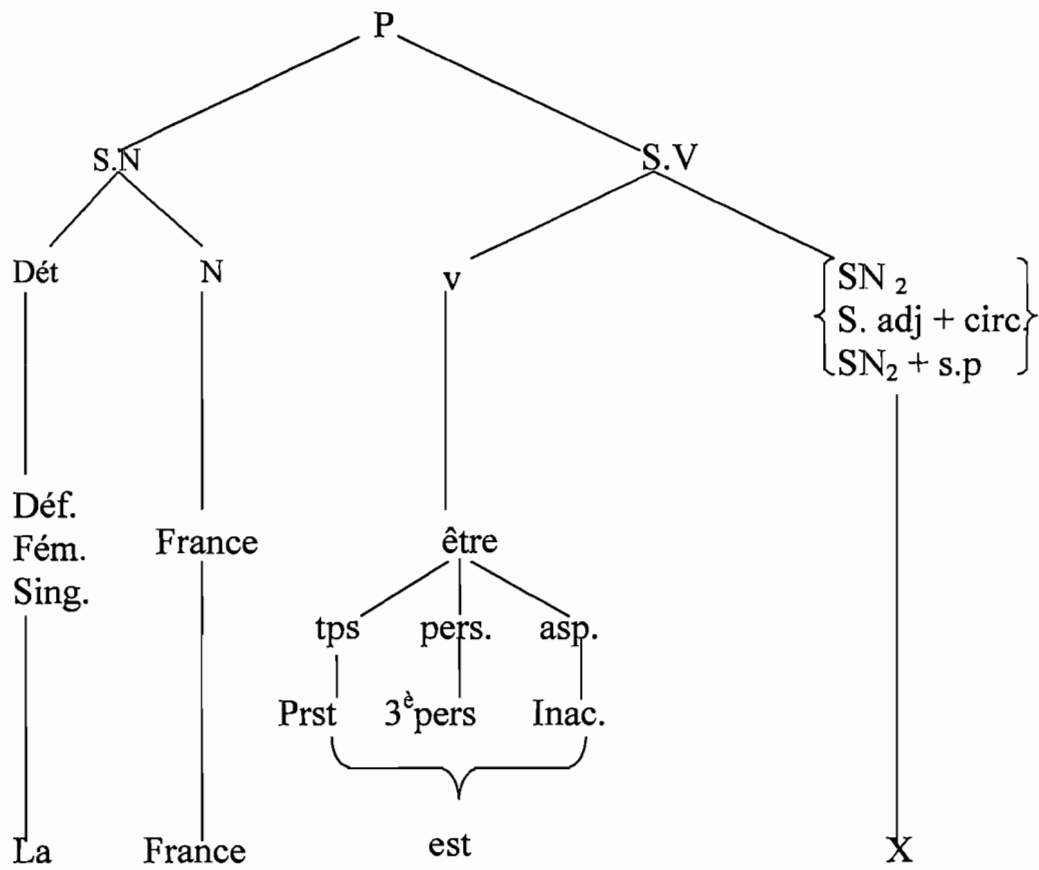 P
S.N S.V
Dét N v
SN 2
S. adj + circ.
SN2 + s.p
Déf.
Fém.
Sing.
France être
tps pers. asp.
Prst 3è pers Inac.
La France est X